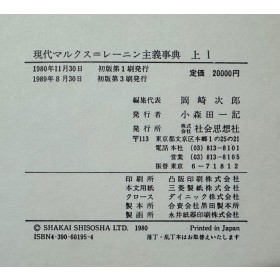 現代マルクス=レーニン主義事典 上 I
1980年11月30日 初版第1刷発行
1989年8月30日 初版第3刷発行
定価 20000円
編集代表 岡崎次郎
発行者 小森田一記
発行所 株式会社社会思想社
〒113 東京都文京区本郷1の25の21
電話本社 03(813)8101
営業 03(813)8105
振替東京 6-71812
印刷所 凸版印刷株式会社
本文用紙 三菱製紙株式会社
クロース ダイニック株式会社
製本所 合資会社黒田製本所
製函所 永井紙器印刷株式会社
© SHAKAI SHISOSHA LTD. 1980 Printed in Japan
ISBN4-390-60195-4 落丁・乱丁本はお取替えいたします